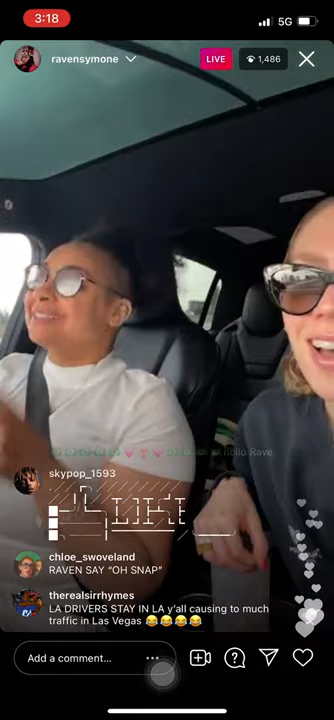 3:18
5G
ravensymone
LIVE
1,486
hello Rave
skypop_1593
chloe_swoveland
RAVEN SAY “OH SNAP”
therealsirrhymes
LA DRIVERS STAY IN LA y'all causing to much
traffic in Las Vegas 😂😂😂😂
Add a comment...